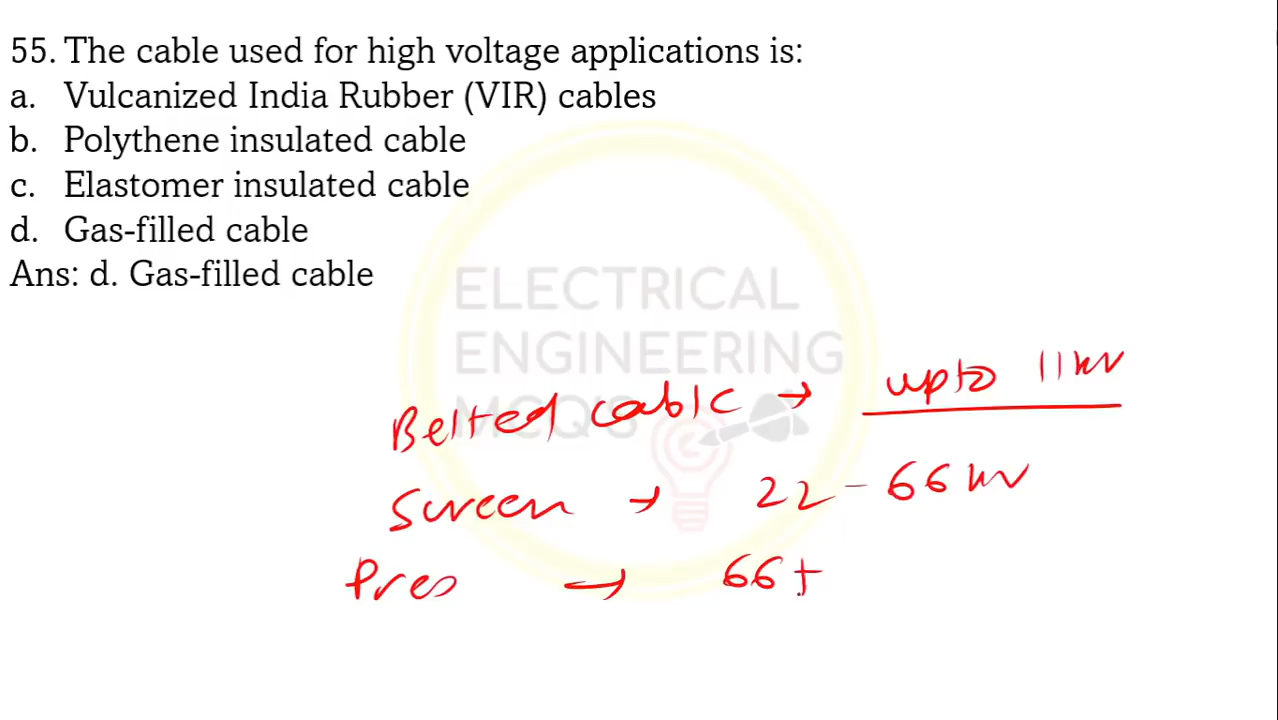 55. The cable used for high voltage applications is:
a. Vulcanized India Rubber (VIR) cables
b. Polythene insulated cable
c. Elastomer insulated cable
d. Gas-filled cable
Ans: d. Gas-filled cable
ELECTRICAL
ENGINEERING
MCQ'S
Belted cable → upto 11kv
Screen → 22-66kv
Pres → 66+